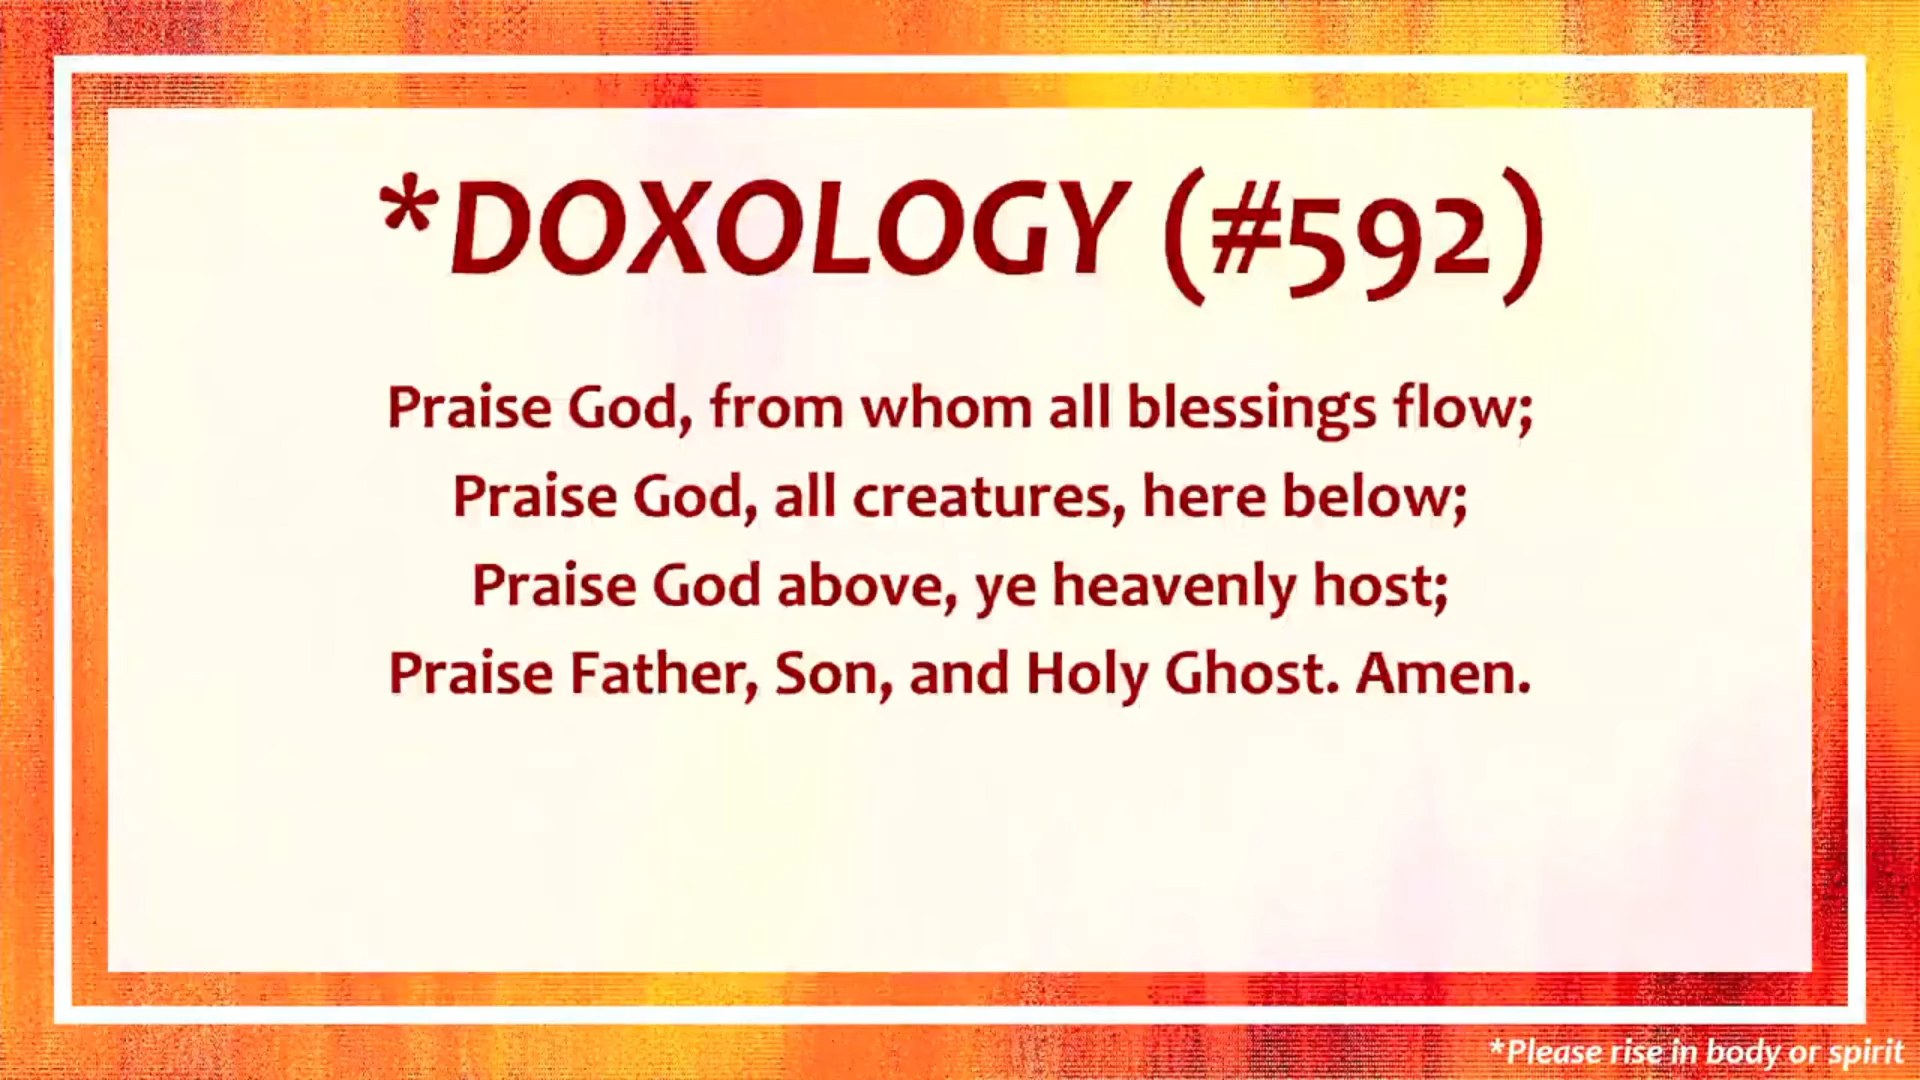 *DOXOLOGY (#592)
Praise God, from whom all blessings flow;
Praise God, all creatures, here below;
Praise God above, ye heavenly host;
Praise Father, Son, and Holy Ghost. Amen.
*Please rise in body or spirit